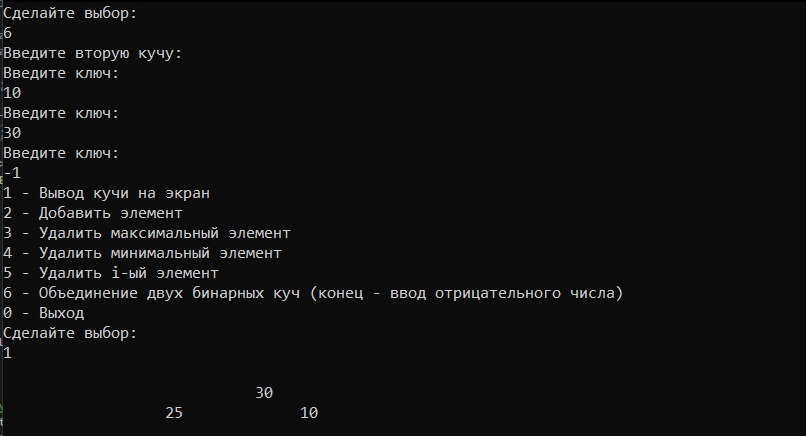 Сделайте выбор:
6
Введите вторую кучу:
Введите ключ:
10
Введите ключ:
30
Введите ключ:
-1
1 - Вывод кучи на экран
2 - Добавить элемент
3 - Удалить максимальный элемент
4 - Удалить минимальный элемент
5 - Удалить i-ый элемент
6 - Объединение двух бинарных куч (конец - ввод отрицательного числа)
0 - Выход
Сделайте выбор:
1
30
25 10